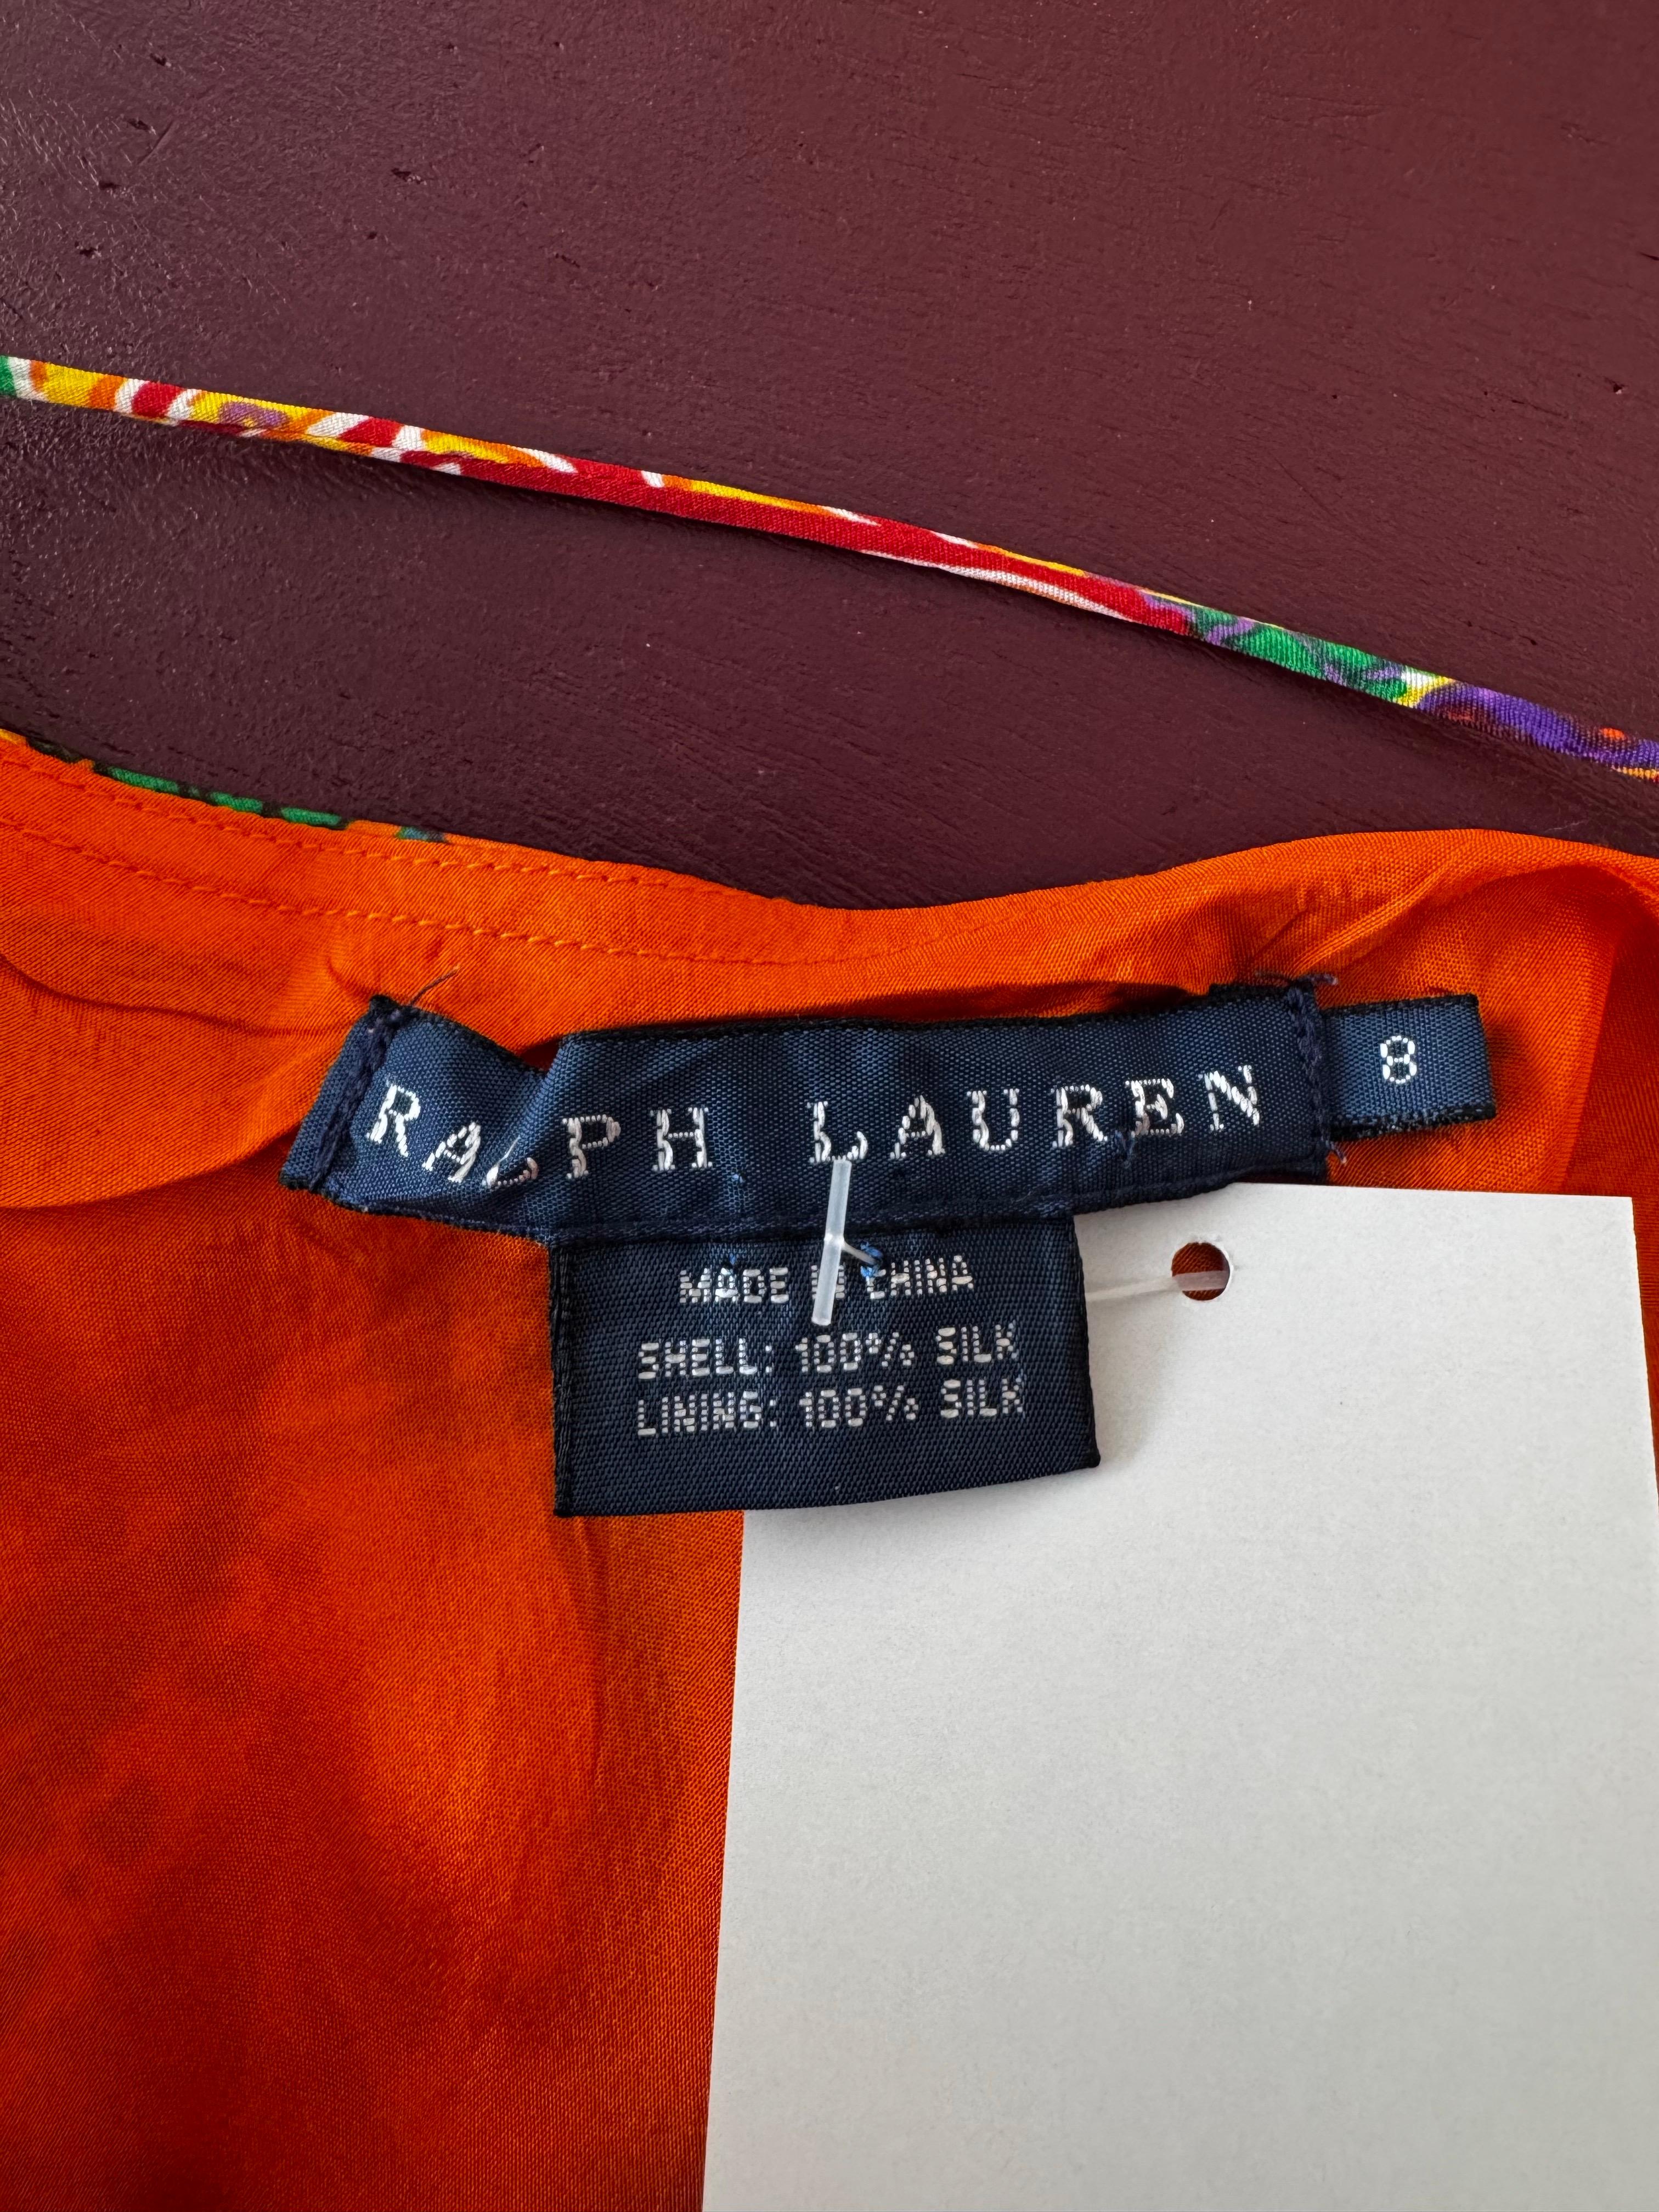 RALPH LAUREN
8
MADE IN CHINA
SHELL: 100% SILK
LINING: 100% SILK